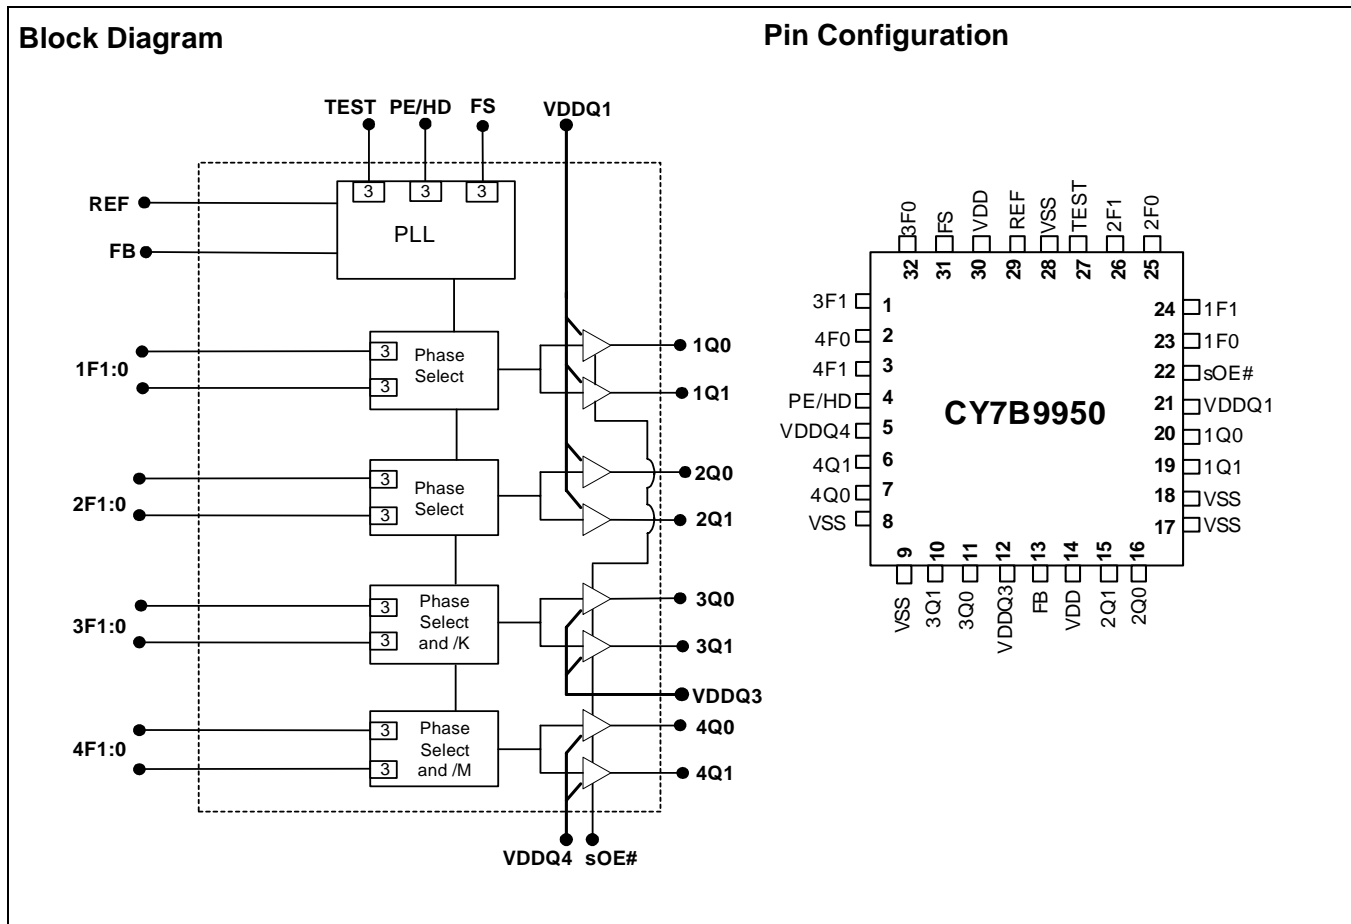 Block Diagram
Pin Configuration
TEST PE/HD FS VDDQ1
REF
FB
3 3 3
PLL
1F1:0
3
3
Phase
Select
1Q0
1Q1
2F1:0
3
3
Phase
Select
2Q0
2Q1
3F1:0
3
3
Phase
Select
and /K
3Q0
3Q1
VDDQ3
4F1:0
3
3
Phase
Select
and /M
4Q0
4Q1
VDDQ4 sOE#
3F0 FS VDD REF VSS TEST 2F1 2F0
32 31 30 29 28 27 26 25
3F1 1
4F0 2
4F1 3
PE/HD 4
VDDQ4 5
4Q1 6
4Q0 7
VSS 8
CY7B9950
24 1F1
23 1F0
22 sOE#
21 VDDQ1
20 1Q0
19 1Q1
18 VSS
17 VSS
9 10 11 12 13 14 15 16
VSS 3Q1 3Q0 VDDQ3 FB VDD 2Q1 2Q0